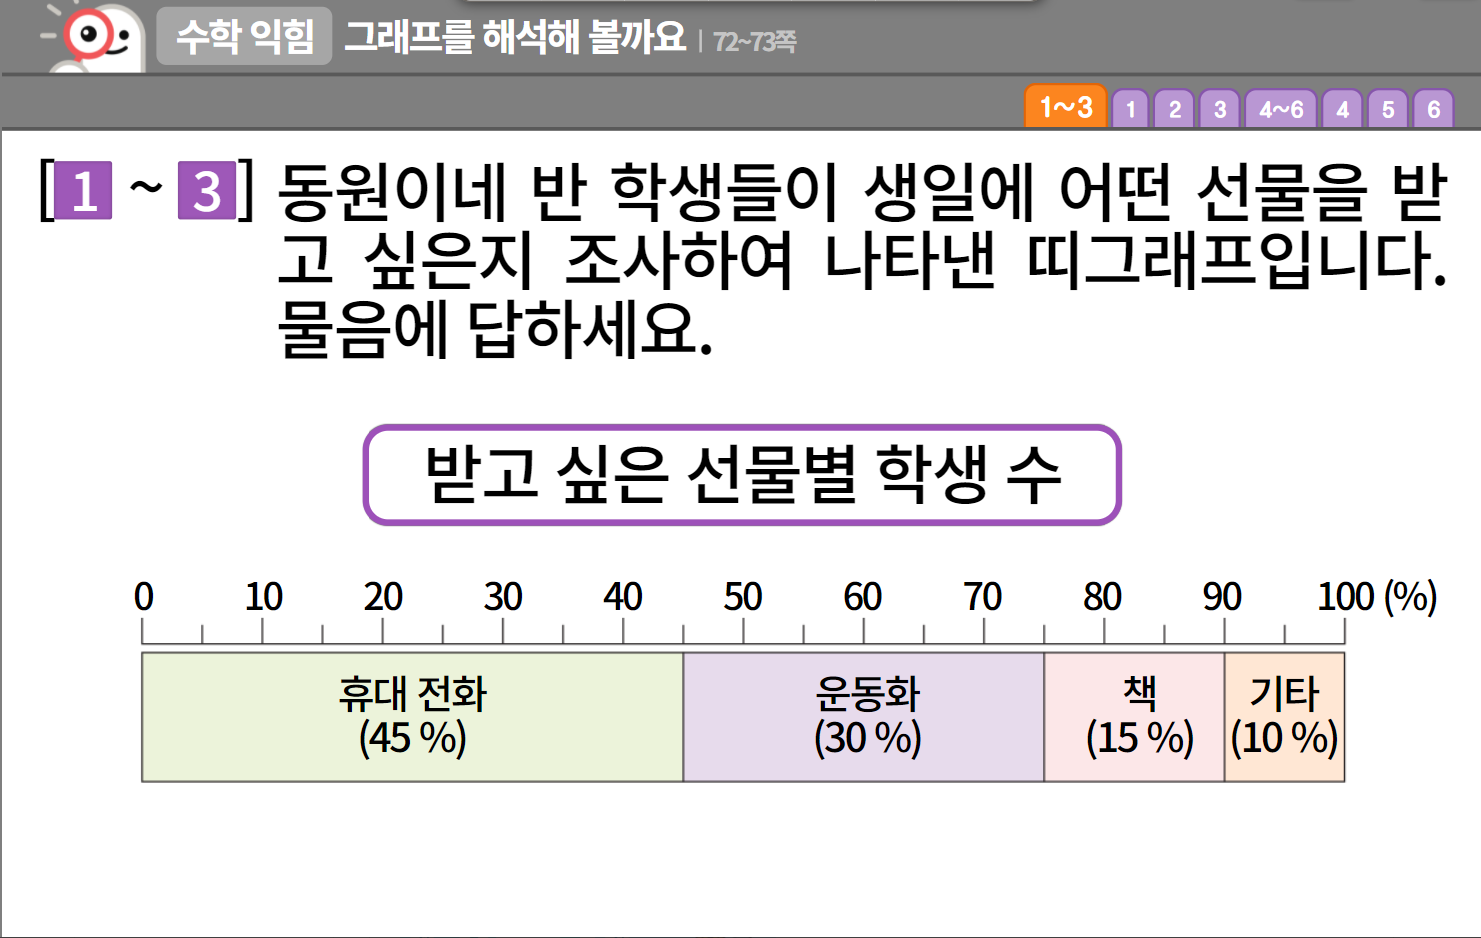 수학 익힘 그래프를 해석해 볼까요 | 72~73쪽
1~3 1 2 3 4~6 4 5 6
[1 ~ 3] 동원이네 반 학생들이 생일에 어떤 선물을 받
고 싶은지 조사하여 나타낸 띠그래프입니다.
물음에 답하세요.
받고 싶은 선물별 학생 수
0 10 20 30 40 50 60 70 80 90 100 (%)
휴대 전화 운동화 책 기타
(45 %) (30 %) (15 %) (10 %)